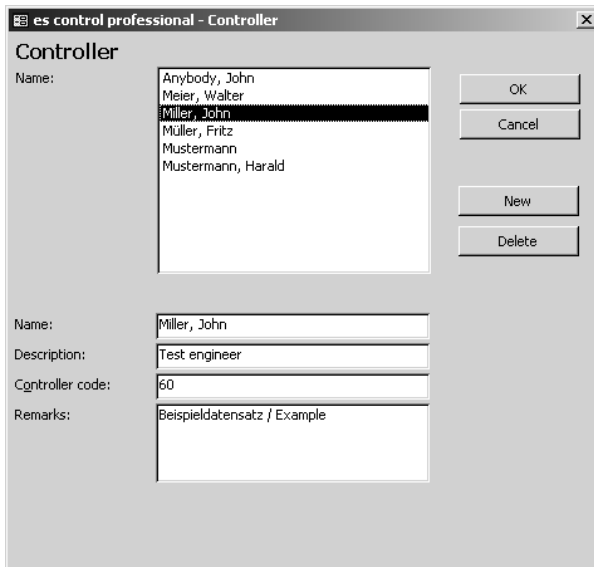 es control professional - Controller
Controller
Name:
Anybody, John
Meier, Walter
Miller, John
Müller, Fritz
Mustermann
Mustermann, Harald
OK
Cancel
New
Delete
Name: Miller, John
Description: Test engineer
Controller code: 60
Remarks: Beispieldatensatz / Example